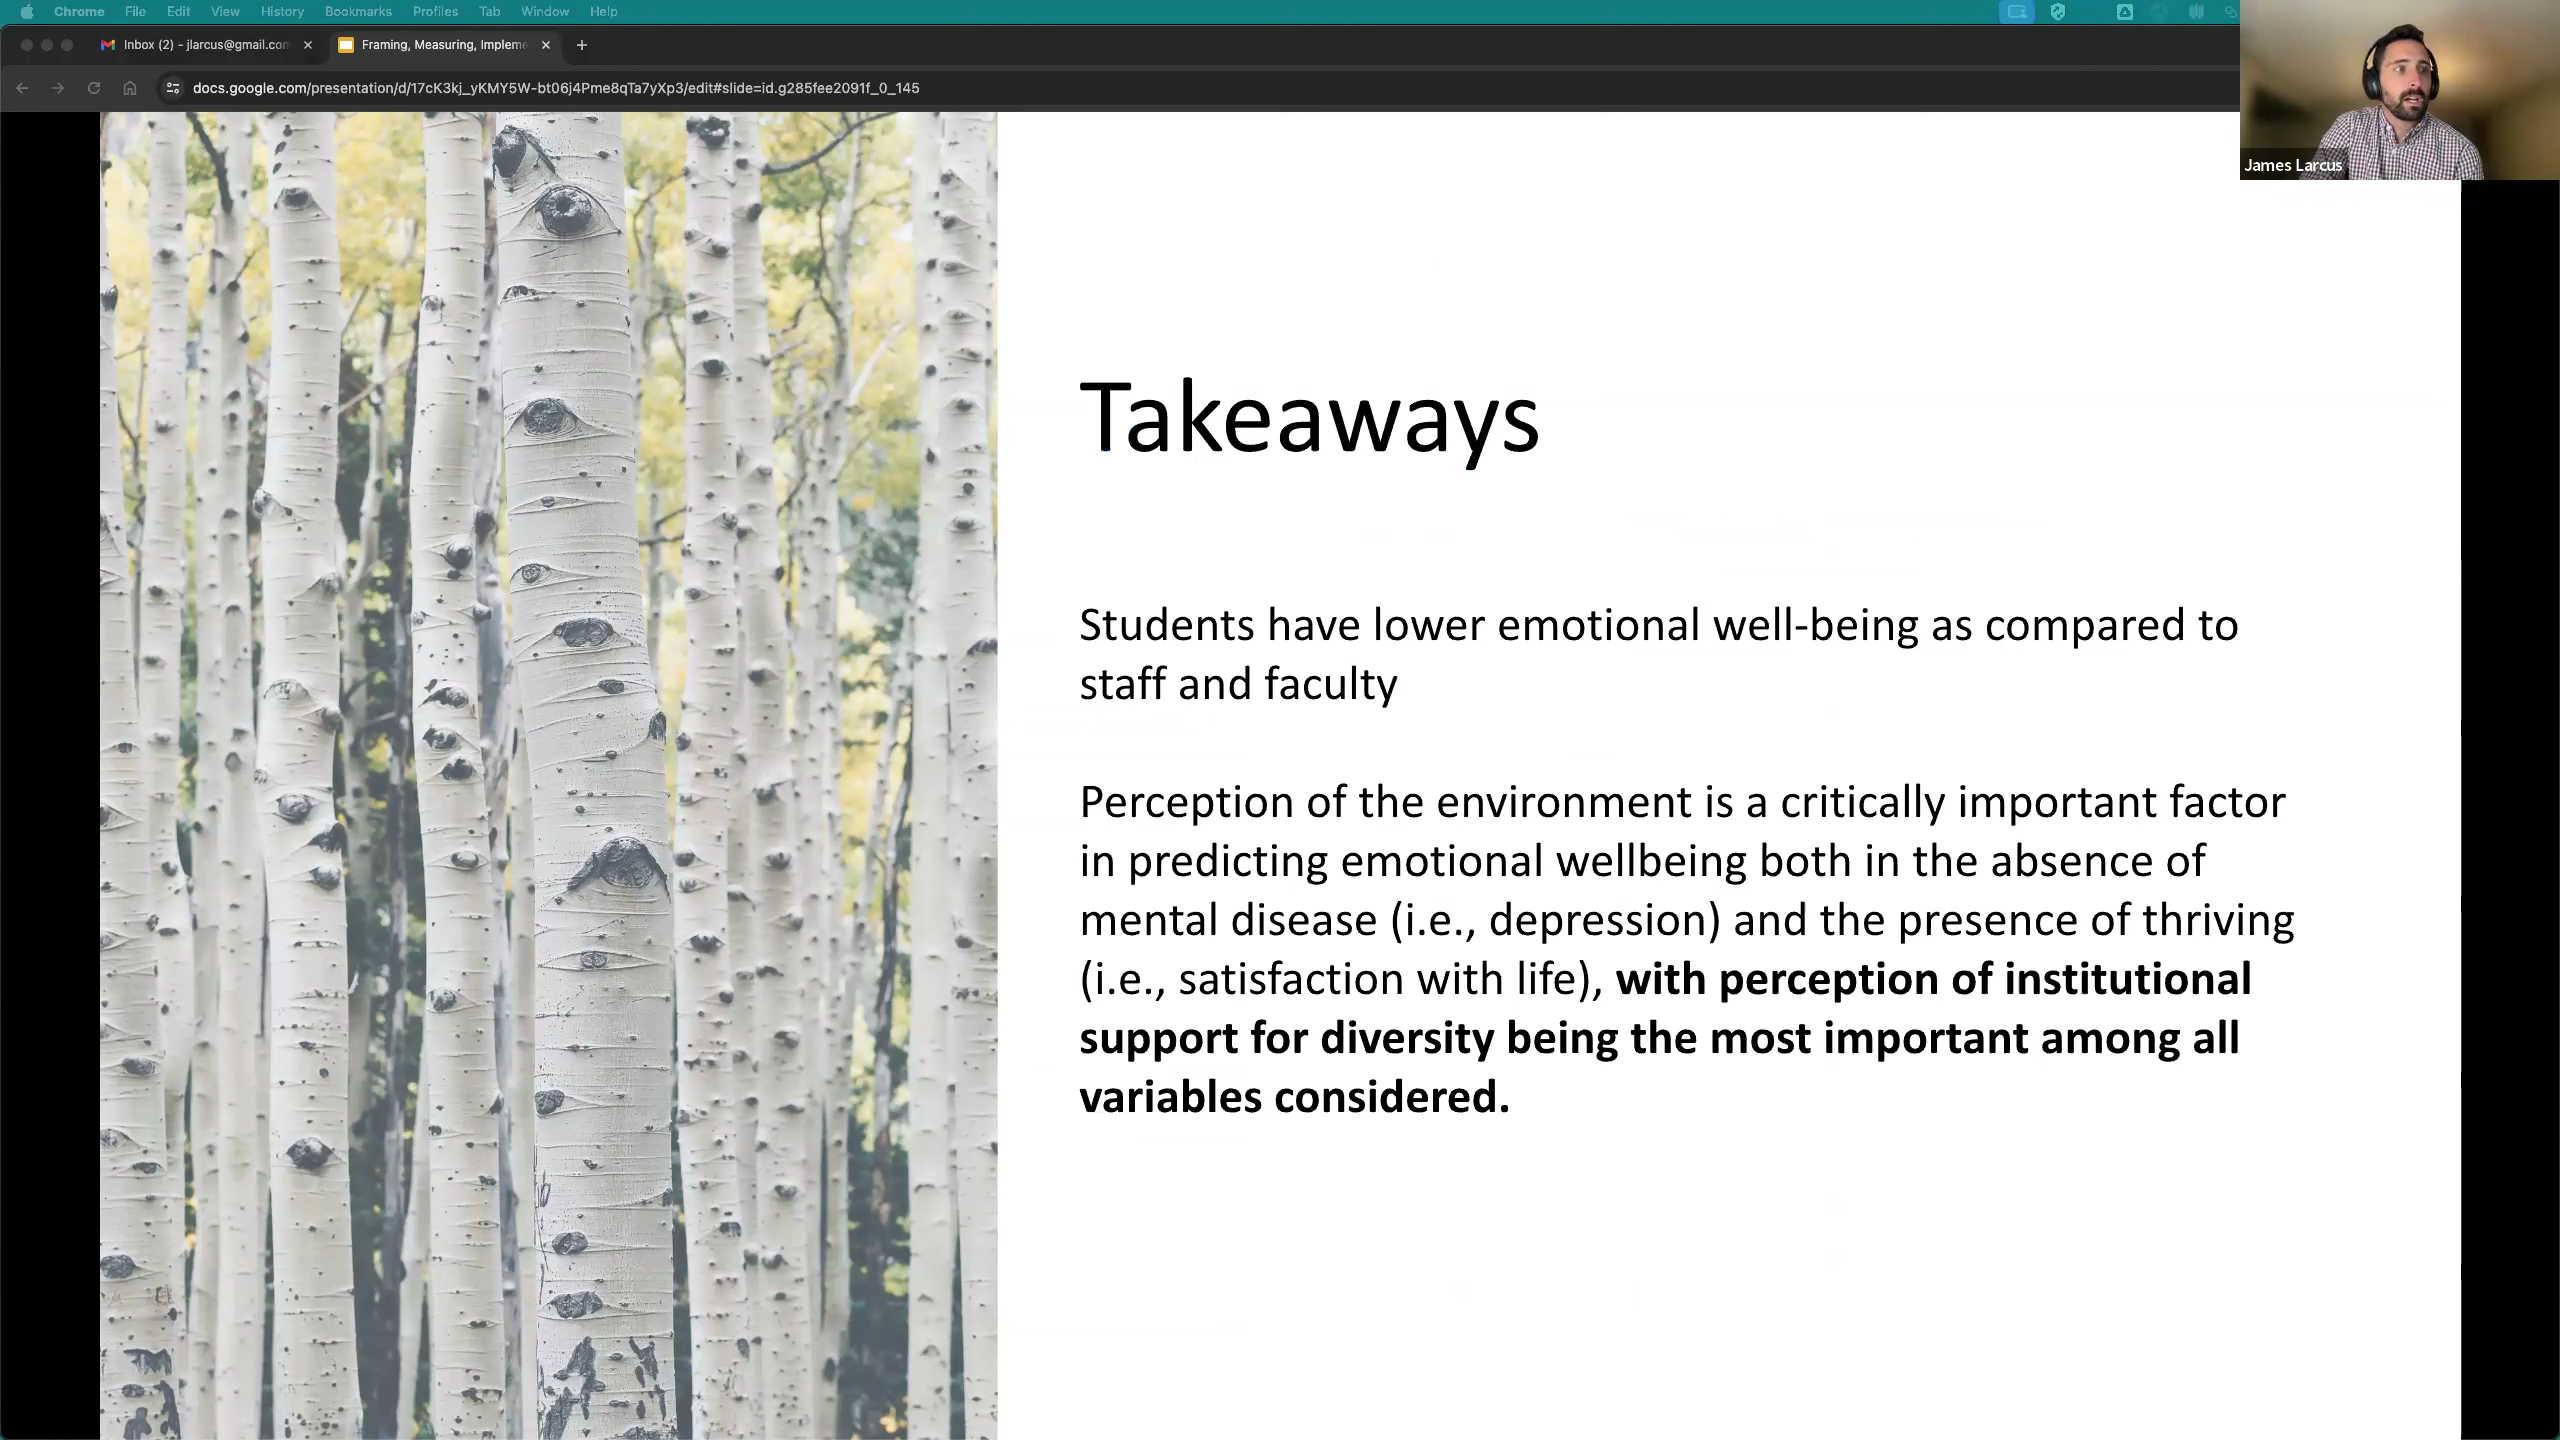 Chrome File Edit View History Bookmarks Profiles Tab Window Help
Inbox (2) - jlarcus@gmail.com
Framing, Measuring, Impleme
docs.google.com/presentation/d/17cK3kj_yKMY5W-bt06j4Pme8qTa7yXp3/edit#slide=id.g285fee2091f_0_145
James Larcus
Takeaways
Students have lower emotional well-being as compared to
staff and faculty
Perception of the environment is a critically important factor
in predicting emotional wellbeing both in the absence of
mental disease (i.e., depression) and the presence of thriving
(i.e., satisfaction with life), with perception of institutional
support for diversity being the most important among all
variables considered.